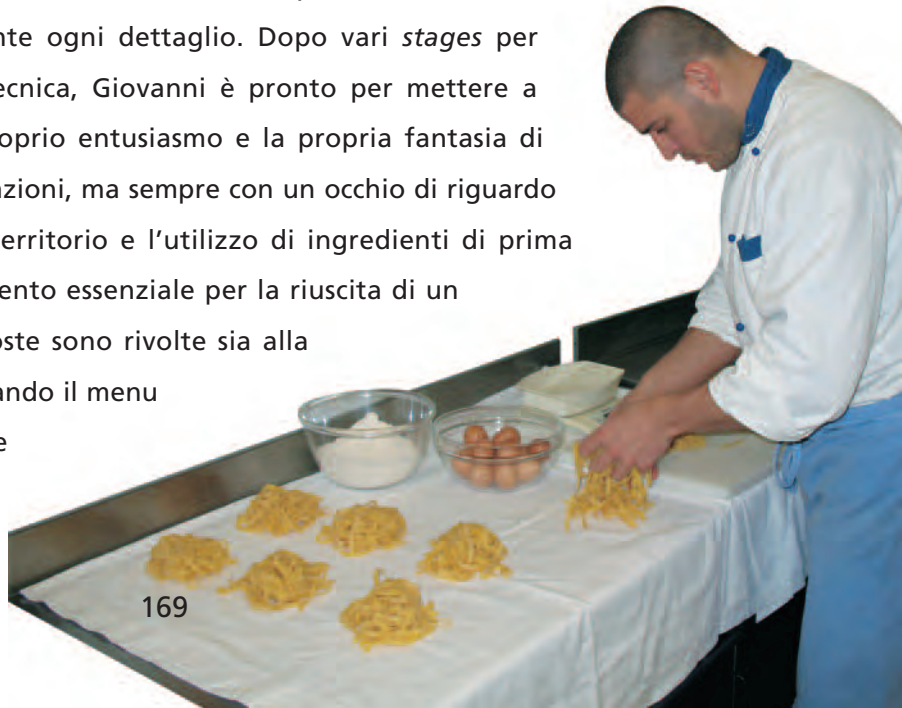 nte ogni dettaglio. Dopo vari stages per
ecnica, Giovanni è pronto per mettere a
oprio entusiasmo e la propria fantasia di
azioni, ma sempre con un occhio di riguardo
erritorio e l'utilizzo di ingredienti di prima
ento essenziale per la riuscita di un
oste sono rivolte sia alla
ando il menu
e
169